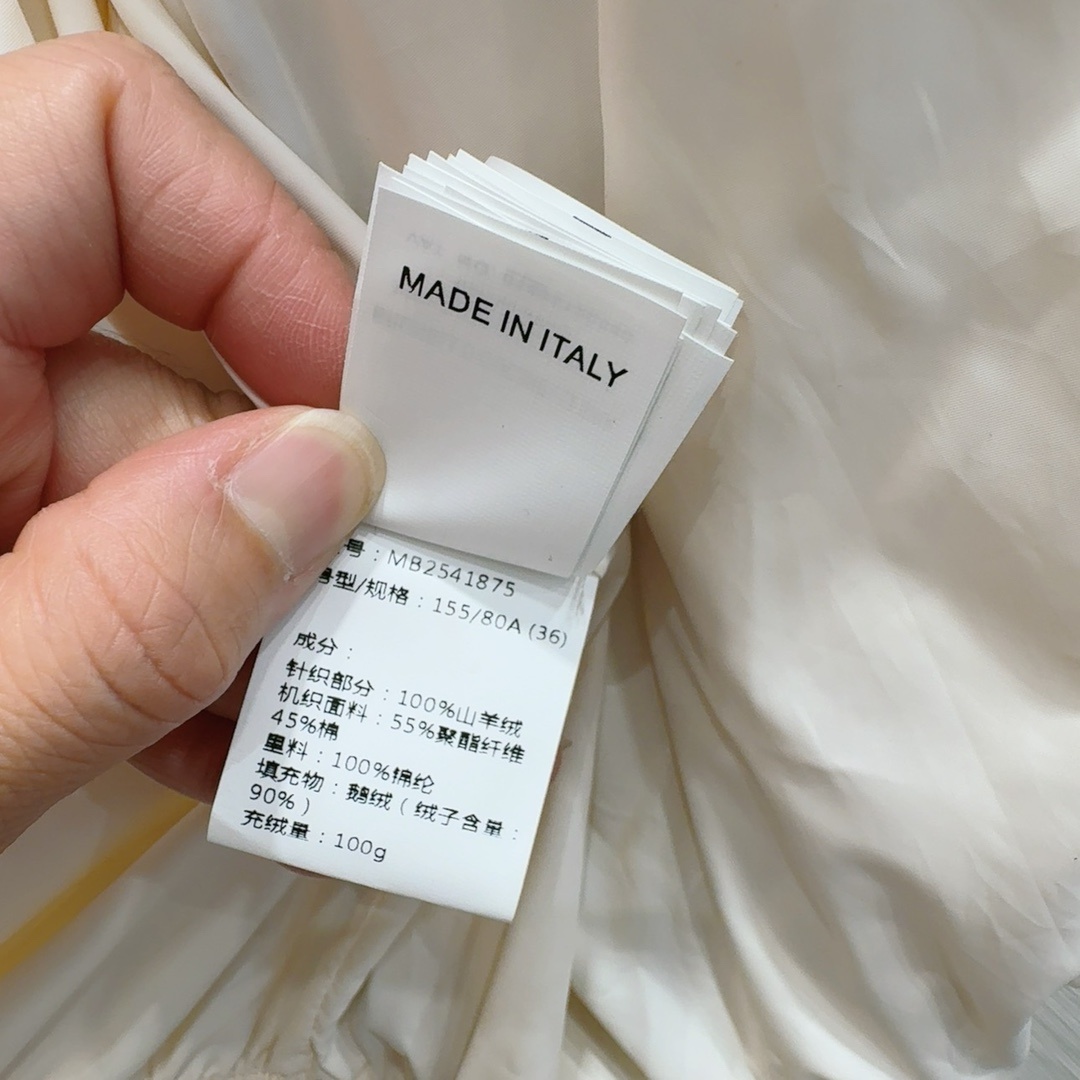 MADE IN ITALY
号：MB2541875
号型/规格：155/80A (36)
成分：
针织部分：100%山羊绒
机织面料：55%聚酯纤维
45%棉
里料：100%锦纶
填充物：鹅绒（绒子含量：
90%）
充绒量：100g